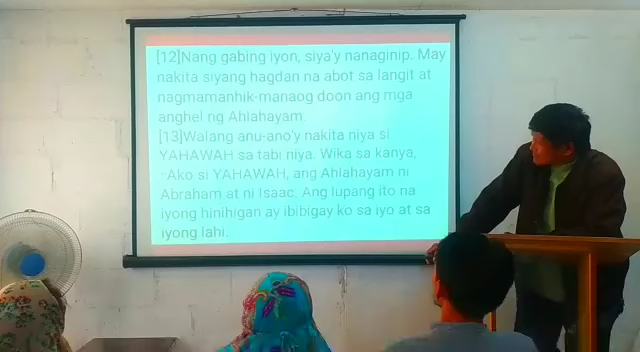 [12]Nang gabing iyon, siya'y nanaginip. May
nakita siyang hagdan na abot sa langit at
nagmamanhik-manaog doon ang mga
anghel ng Ahlahayam.
[13]Walang anu-ano'y nakita niya si
YAHAWAH sa tabi niya. Wika sa kanya,
"Ako si YAHAWAH, ang Ahlahayam ni
Abraham at ni Isaac. Ang lupang ito na
iyong hinihigan ay ibibigay ko sa iyo at sa
iyong lahi.